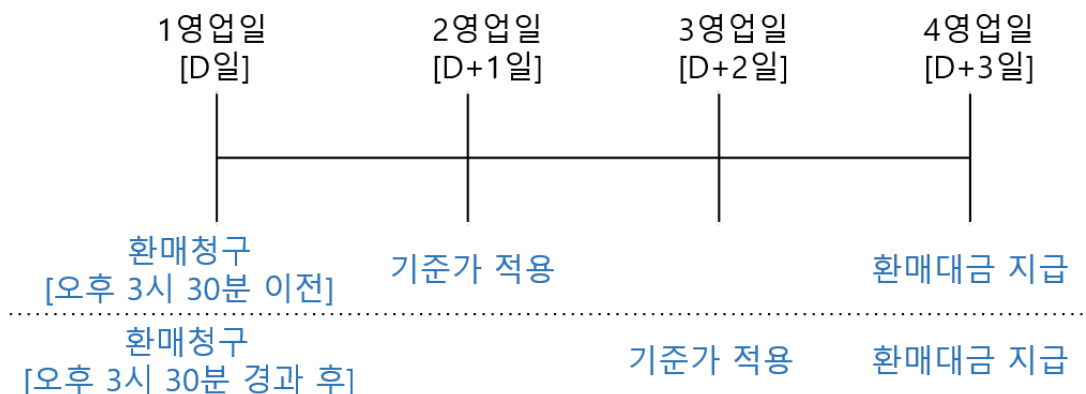 1영업일 2영업일 3영업일 4영업일
[D일] [D+1일] [D+2일] [D+3일]
환매청구
[오후 3시 30분 이전]
기준가 적용
환매대금 지급
환매청구
[오후 3시 30분 경과 후]
기준가 적용
환매대금 지급